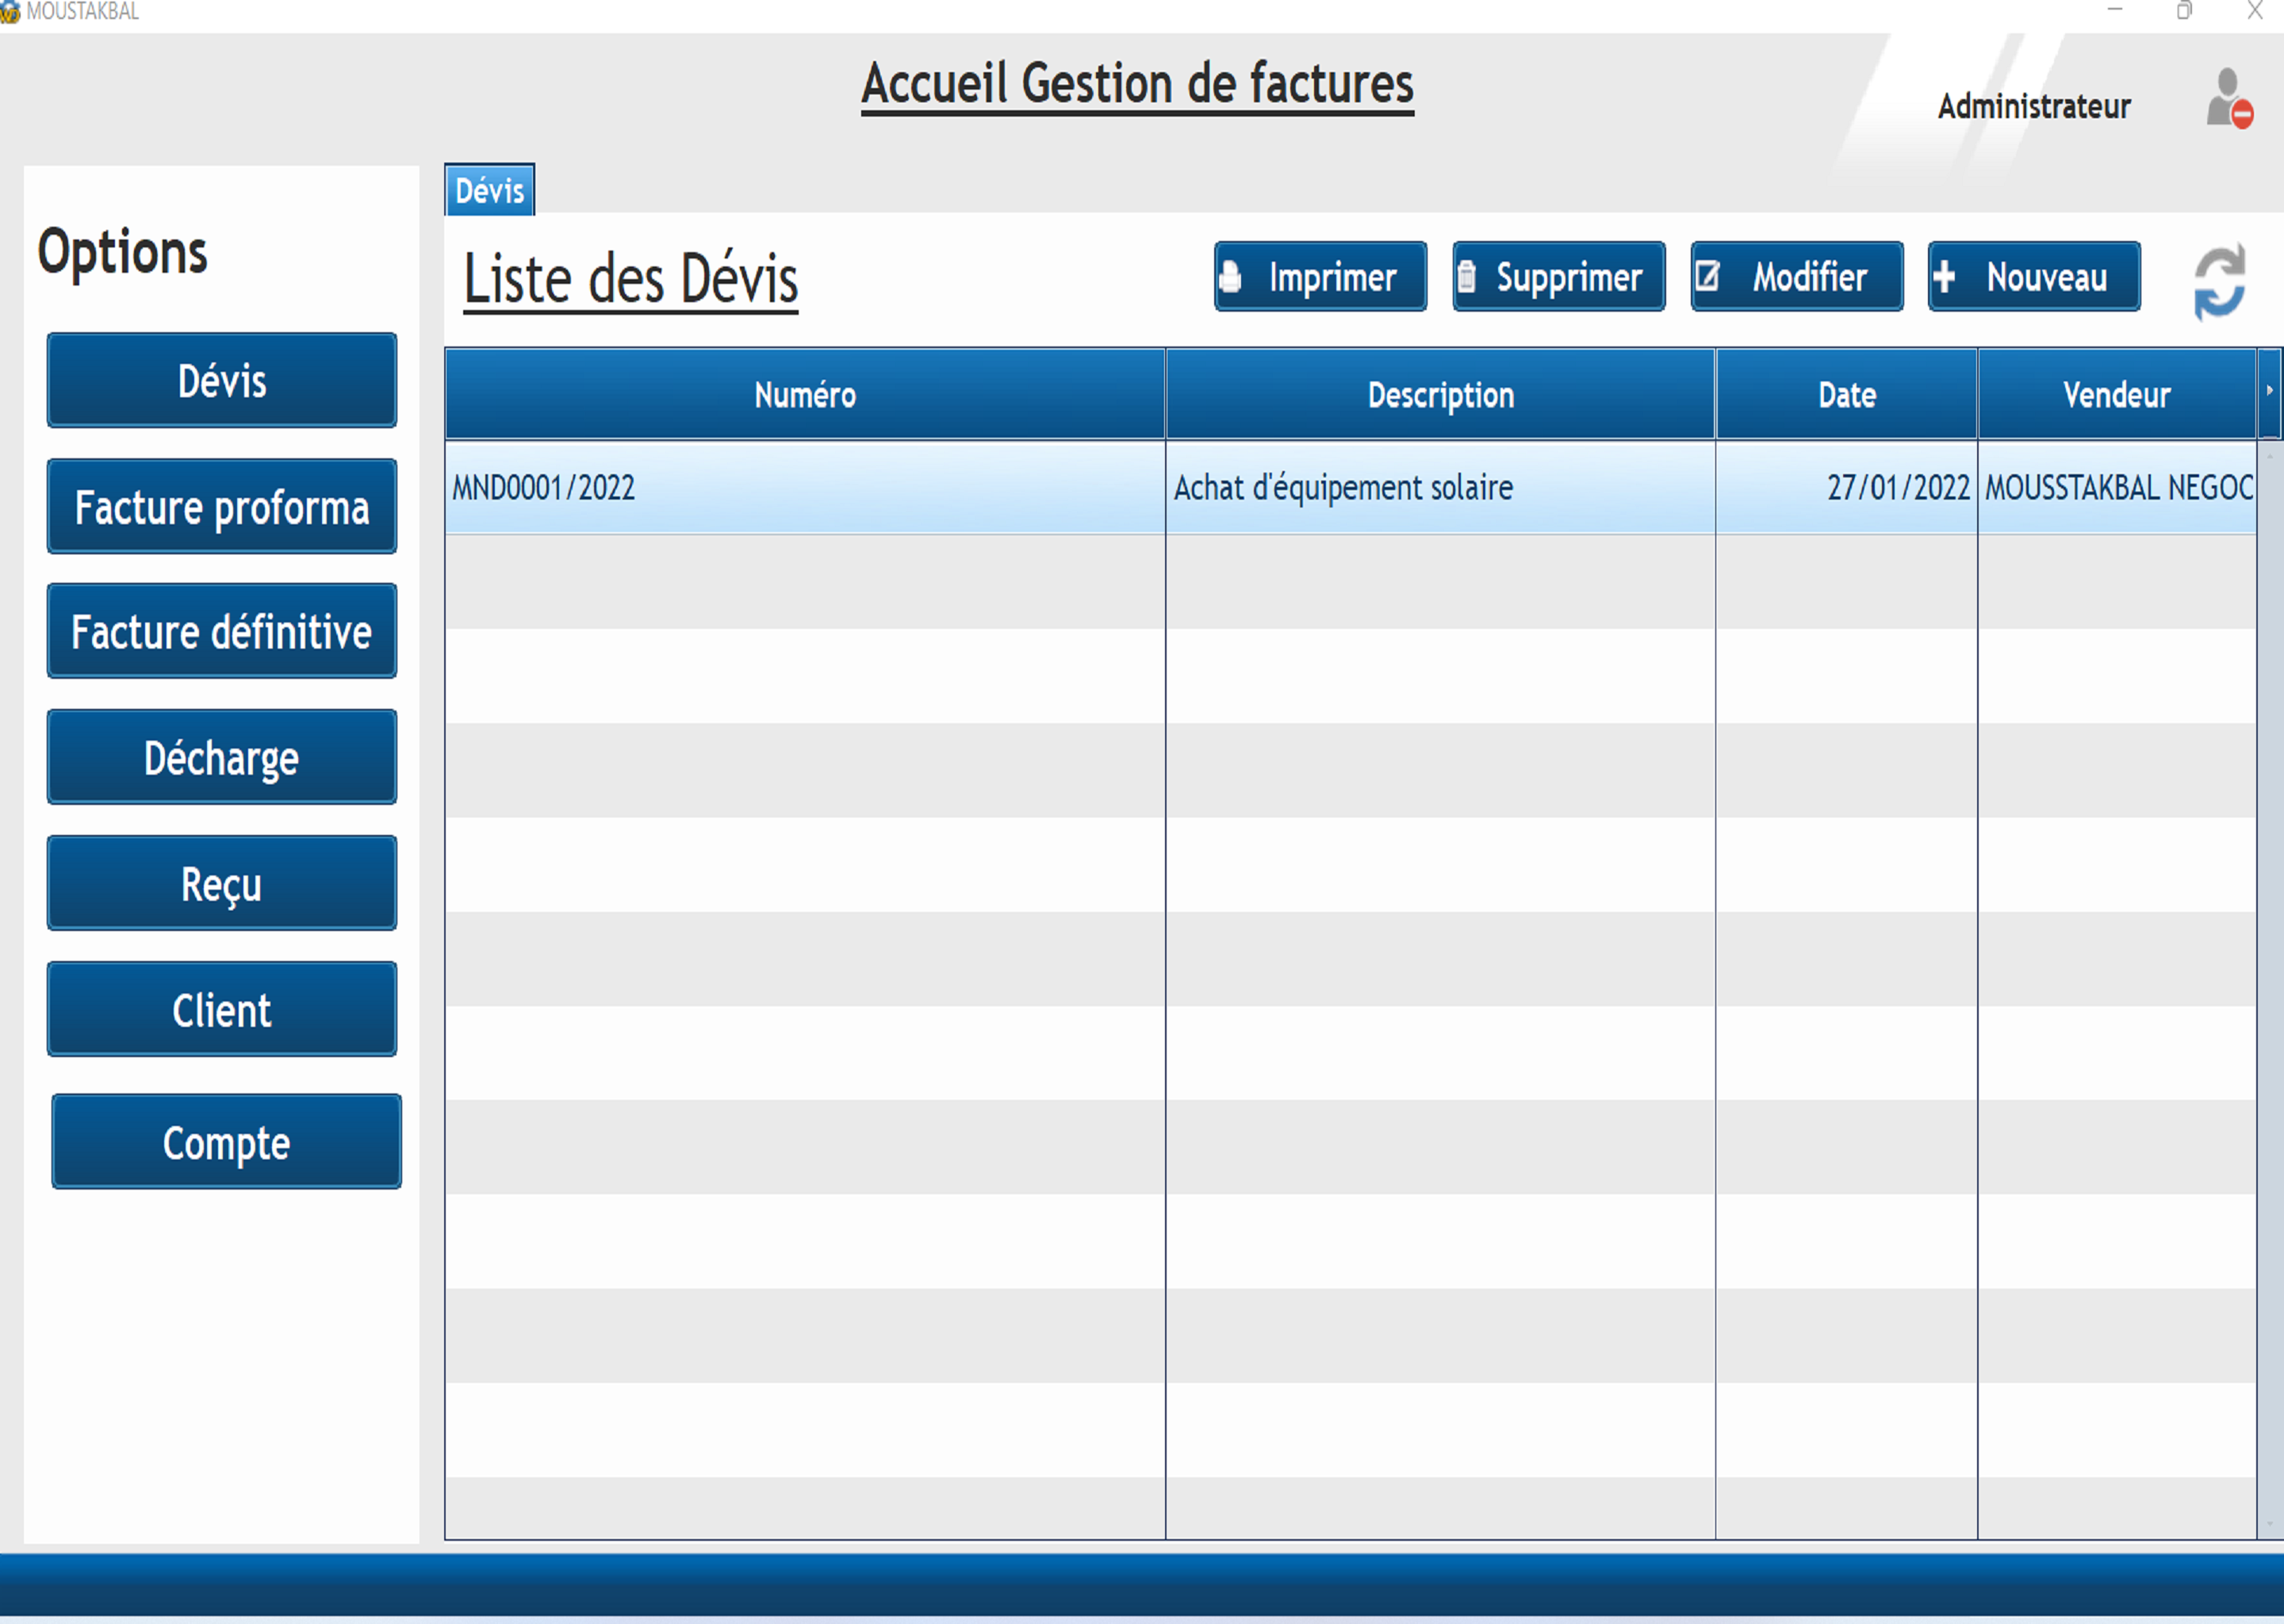 MOUSTAKBAL
Accueil Gestion de factures
Administrateur
Options
Dévis
Facture proforma
Facture définitive
Décharge
Reçu
Client
Compte
Dévis
Liste des Dévis
Imprimer Supprimer Modifier Nouveau
Numéro Description Date Vendeur
MND0001/2022 Achat d'équipement solaire 27/01/2022 MOUSSTAKBAL NEGOC